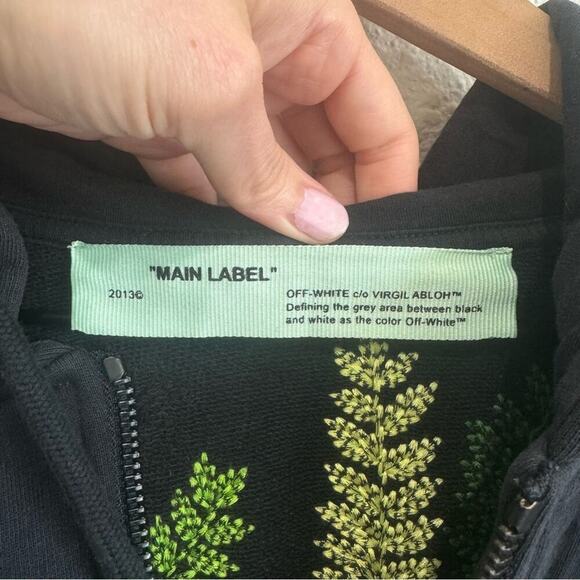 "MAIN LABEL"
2013©
OFF-WHITE c/o VIRGIL ABLOH™
Defining the grey area between black
and white as the color Off-White™